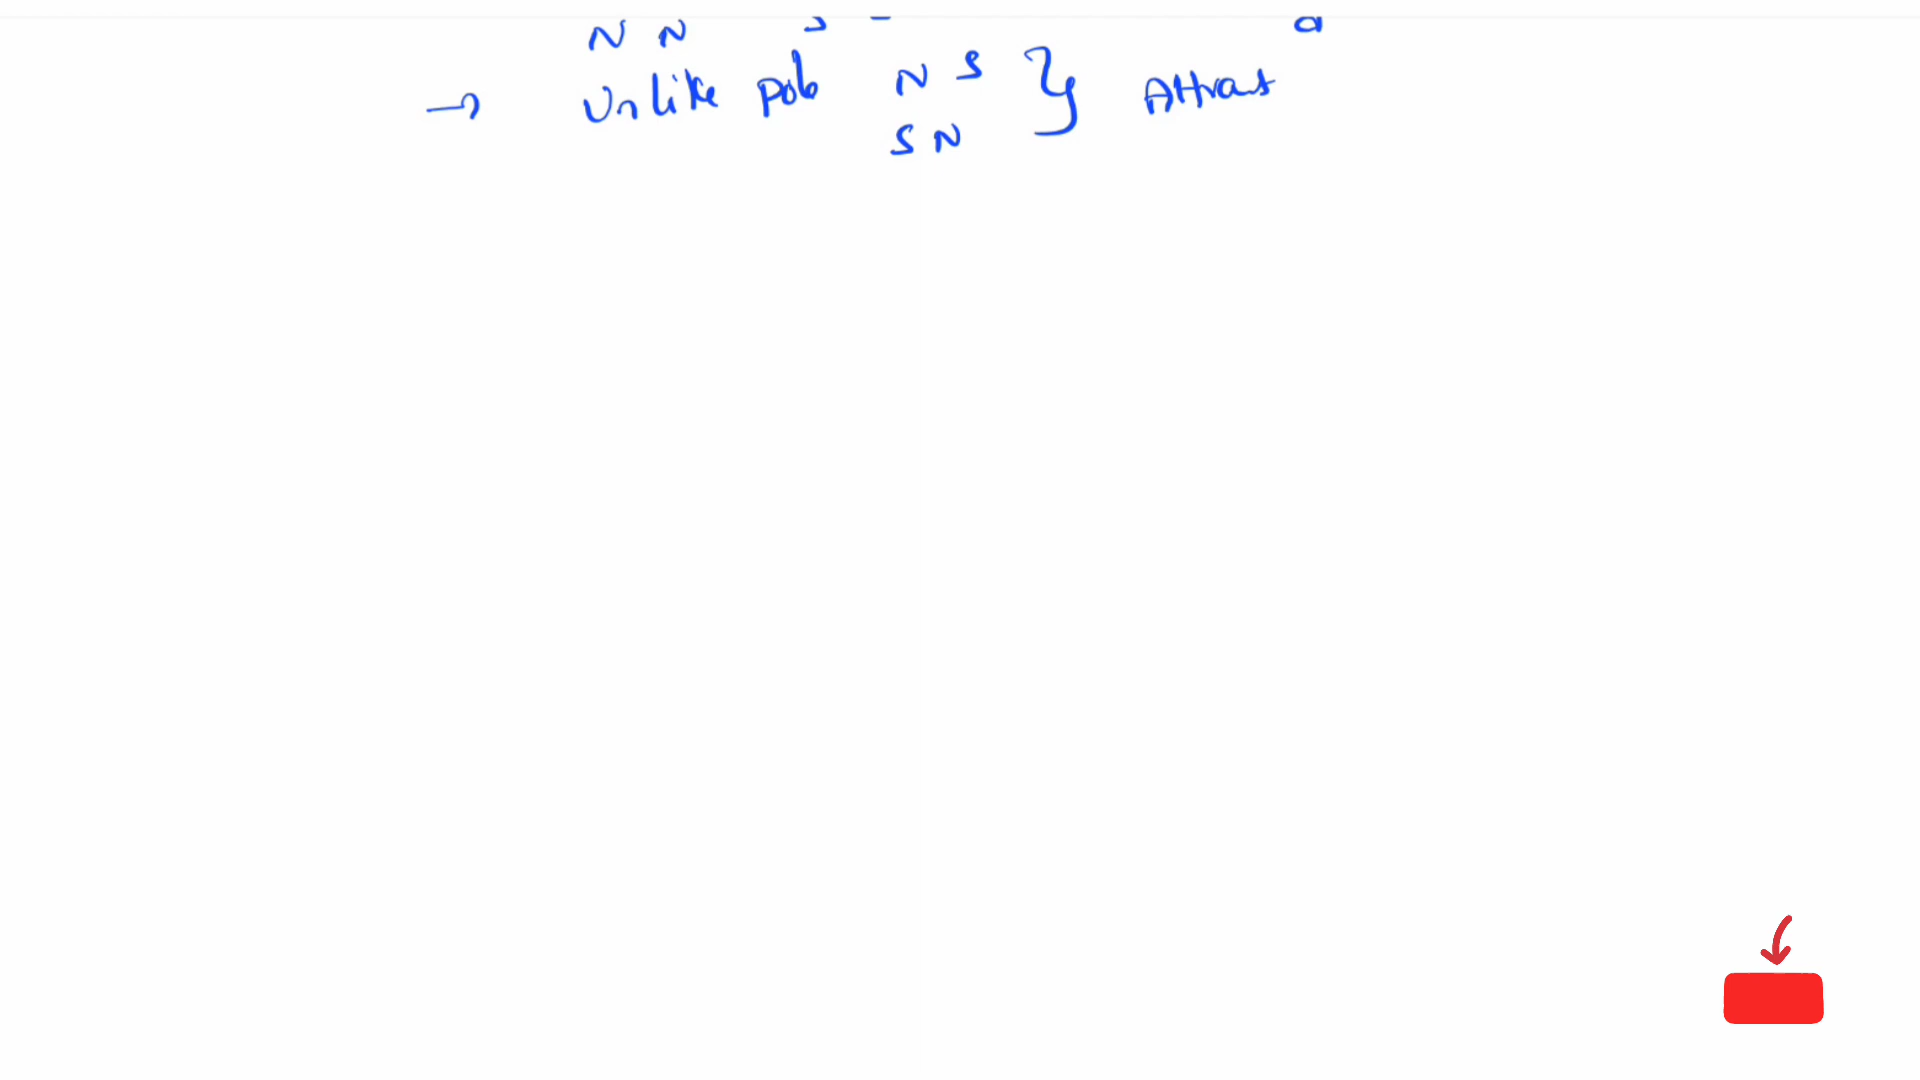 N N
→ Unlike pole N S } Attract
S N